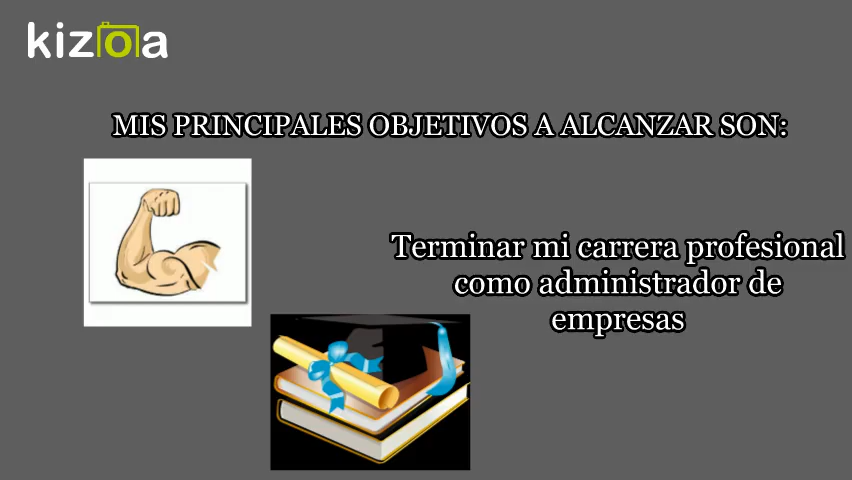 kizoa
MIS PRINCIPALES OBJETIVOS A ALCANZAR SON:
Terminar mi carrera profesional
como administrador de
empresas